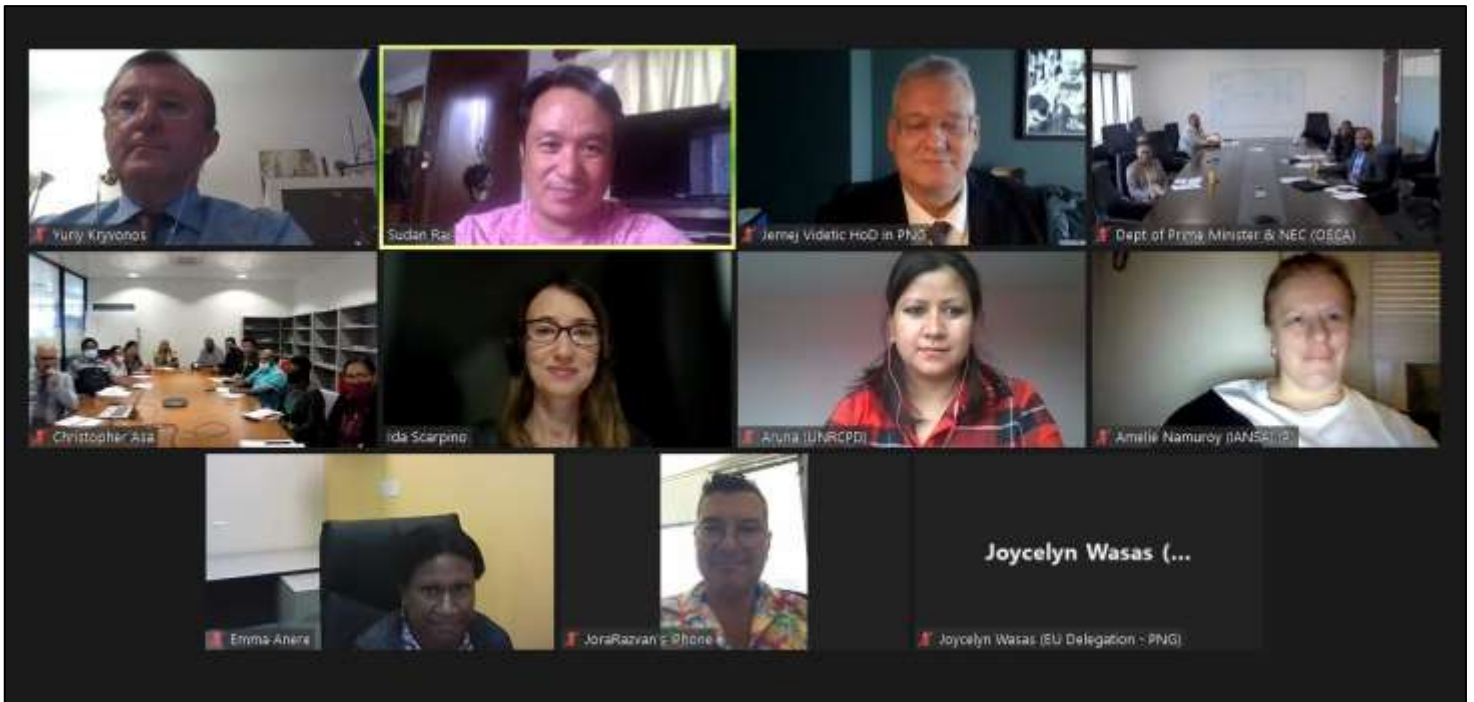 Yuriy Kryvonos
Sudan Rai
Jernej Videtic HoD in PNG
Dept of Prime Minister & NEC (OSCA)
Christopher Asa
Ida Scarpino
Aruna (UNRCPD)
Amelie Namuroy (IANSA)
Emma Anere
JoraRazvan's iPhone
Joycelyn Wasas (...
Joycelyn Wasas (EU Delegation - PNG)